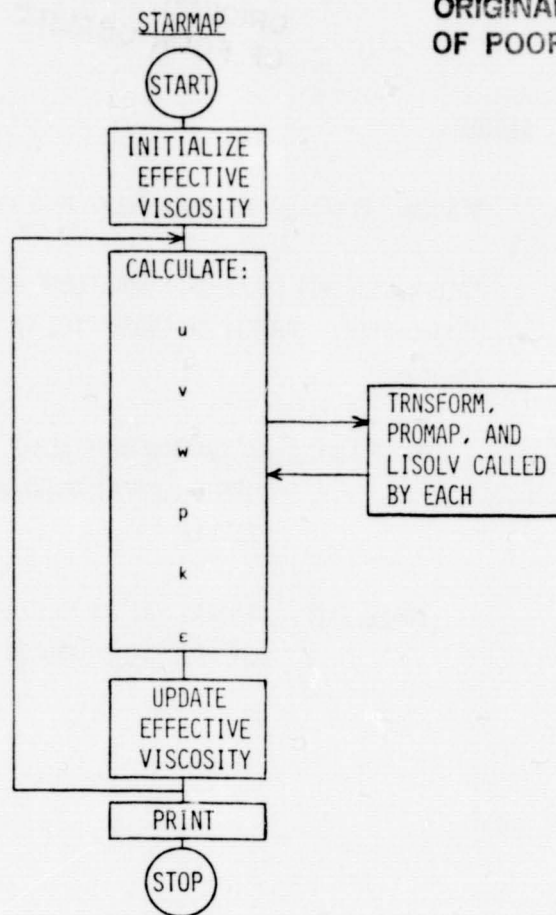 STARMAP
ORIGINAL
OF POOR
START
INITIALIZE
EFFECTIVE
VISCOSITY
CALCULATE:
u
v
w
p
k
ε
TRNSFORM,
PROMAP, AND
LISOLV CALLED
BY EACH
UPDATE
EFFECTIVE
VISCOSITY
PRINT
STOP